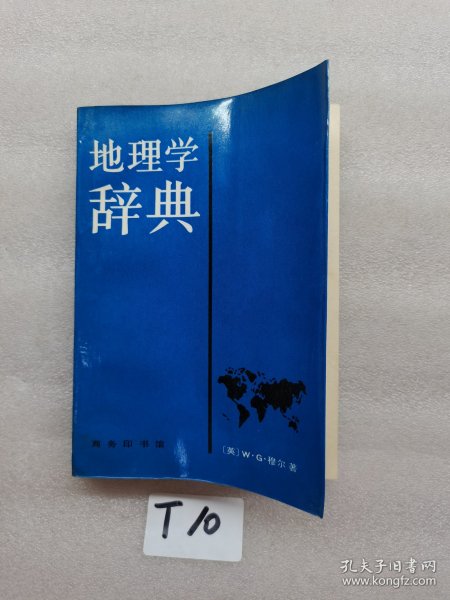 地理学
辞典
商务印书馆
〔英〕W·G·穆尔著
T10
孔夫子旧书网
www.kongfz.com